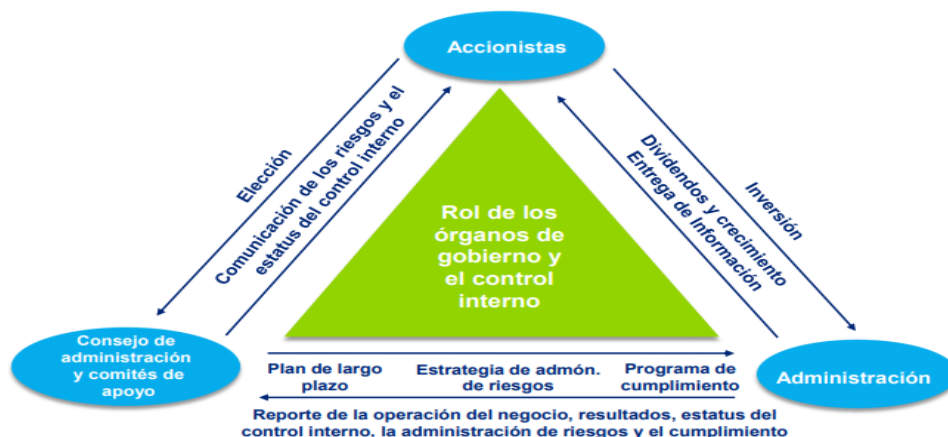 Accionistas
Elección
Comunicación de los riesgos y el
estatus del control interno
Rol de los
órganos de
gobierno y
el control
interno
Dividendos y crecimiento
Entrega de Información
Inversión
Consejo de
administración
y comités de
apoyo
Plan de largo
plazo
Estrategia de admón.
de riesgos
Programa de
cumplimiento
Administración
Reporte de la operación del negocio, resultados, estatus del
control interno, la administración de riesgos y el cumplimiento